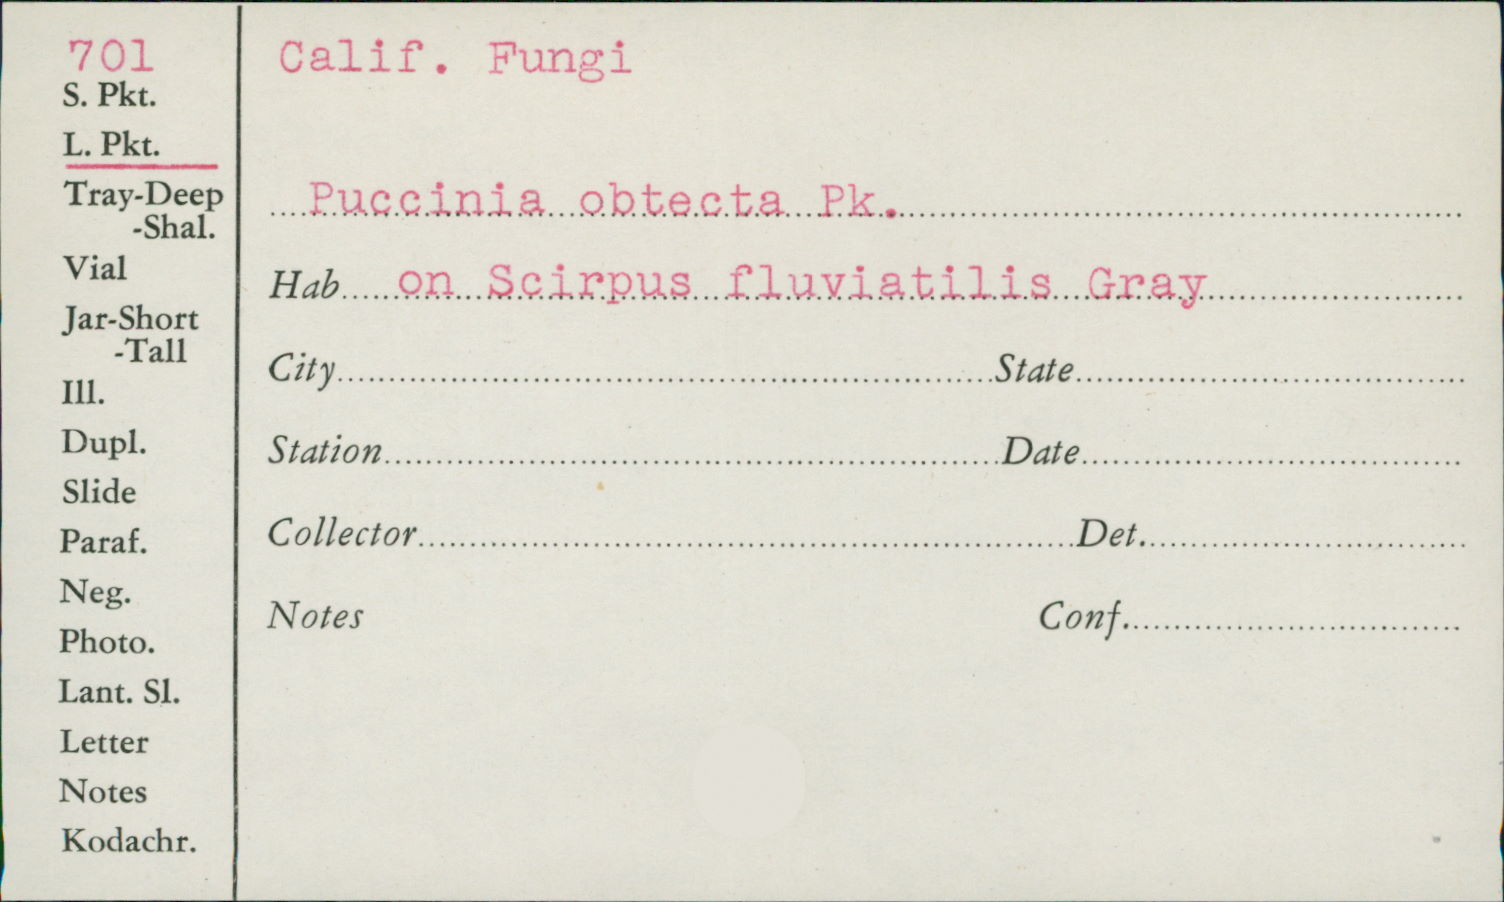 701
S. Pkt.
L. Pkt.
Tray-Deep
-Shal.
Vial
Jar-Short
-Tall
Ill.
Dupl.
Slide
Paraf.
Neg.
Photo.
Lant. Sl.
Letter
Notes
Kodachr.
Calif. Fungi
Puccinia obtecta Pk.
Hab on Scirpus fluviatilis Gray
City State
Station Date
Collector Det.
Notes Conf.